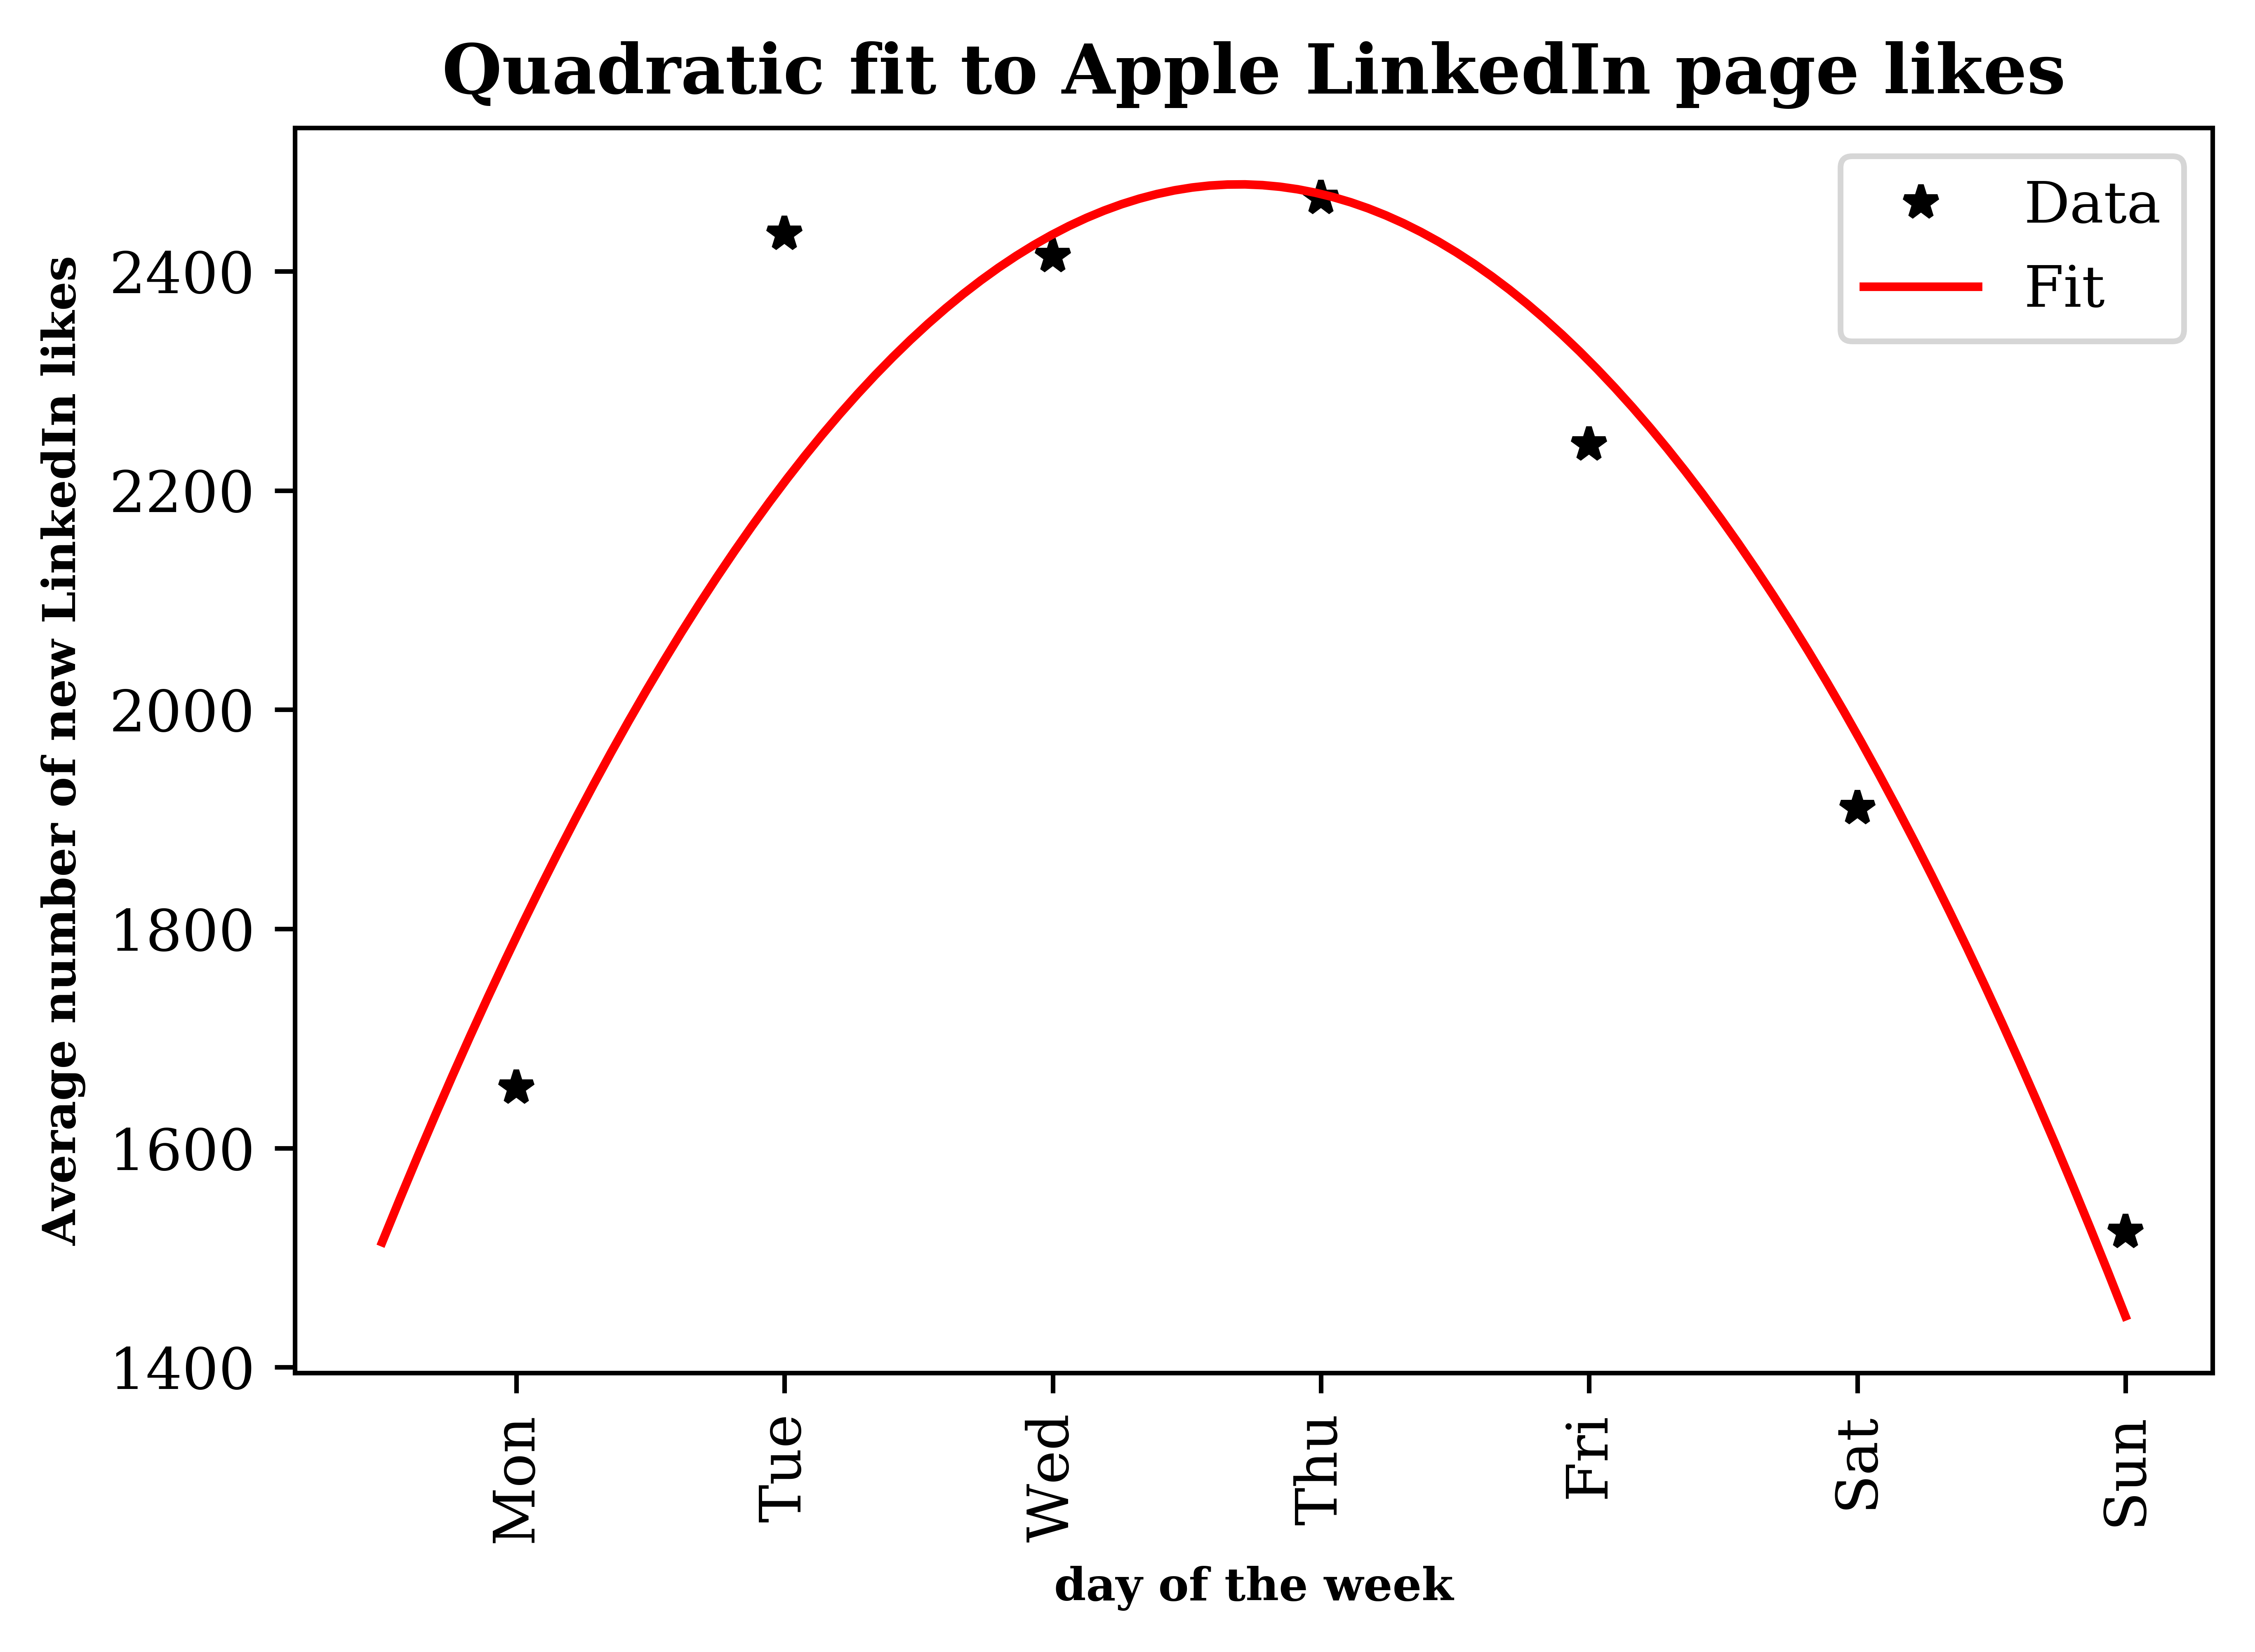 Quadratic fit to Apple LinkedIn page likes
Data
Fit
Average number of new LinkedIn likes
2400
2200
2000
1800
1600
1400
Mon
Tue
Wed
Thu
Fri
Sat
Sun
day of the week